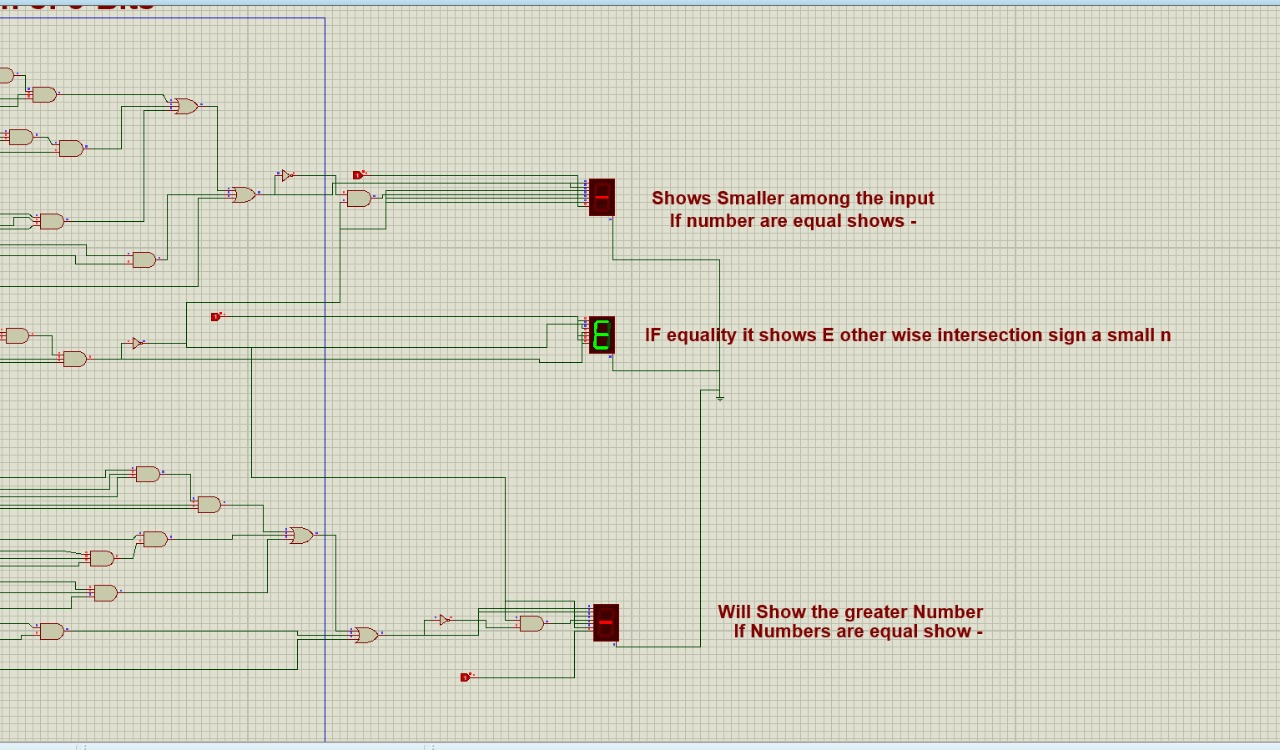 Shows Smaller among the input
If number are equal shows -
IF equality it shows E other wise intersection sign a small n
Will Show the greater Number
If Numbers are equal show -